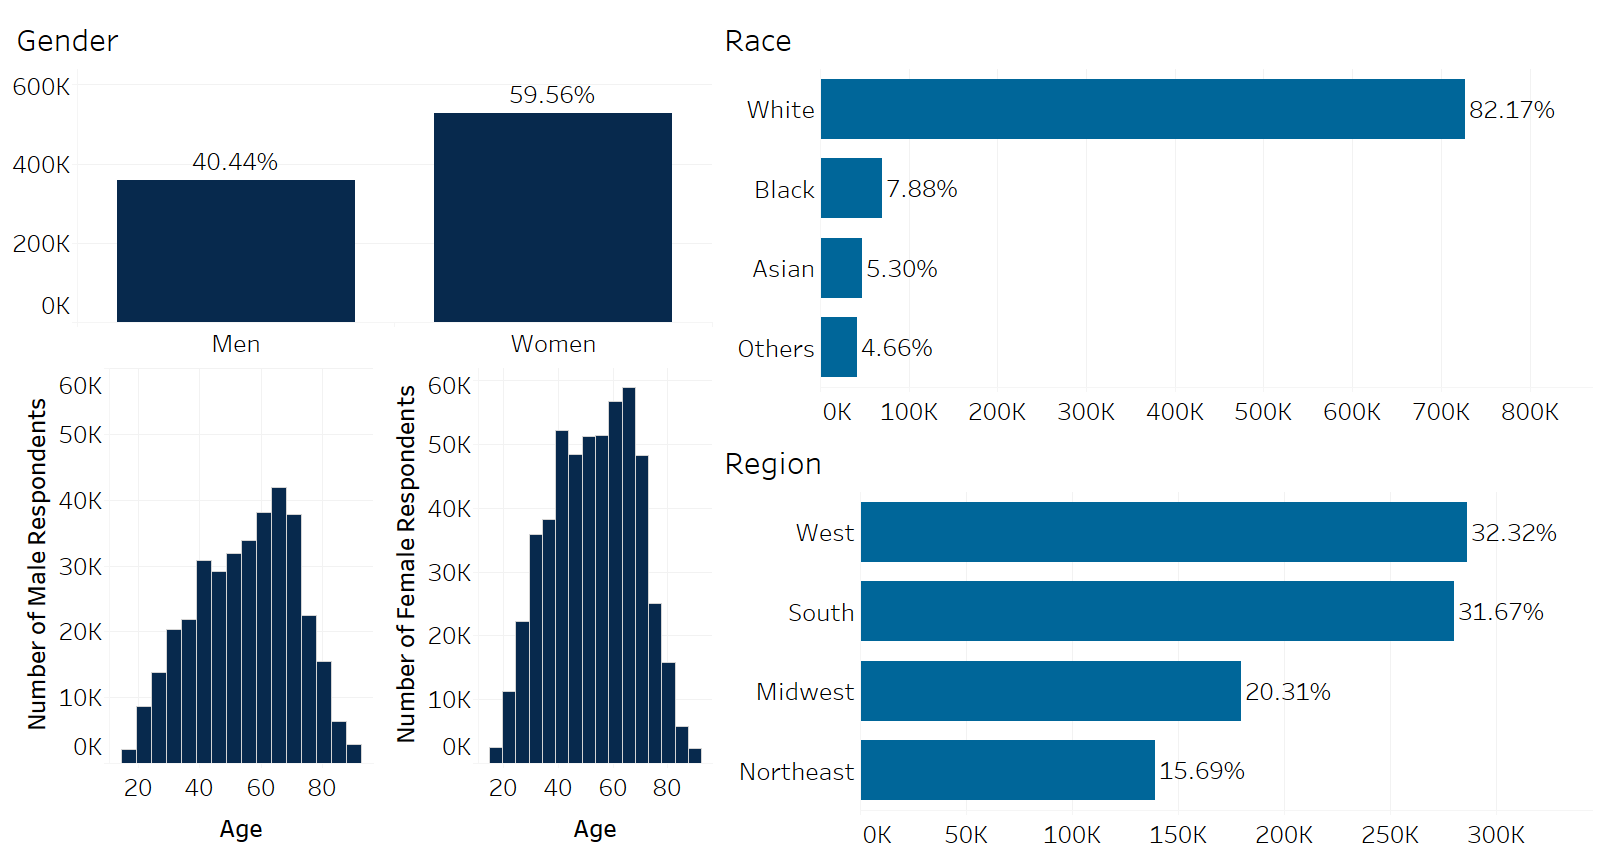 Gender
600K
400K
200K
0K
40.44%
59.56%
Men
Women
Number of Male Respondents
60K
50K
40K
30K
20K
10K
0K
20 40 60 80
Age
Number of Female Respondents
60K
50K
40K
30K
20K
10K
0K
20 40 60 80
Age
Race
White 82.17%
Black 7.88%
Asian 5.30%
Others 4.66%
0K 100K 200K 300K 400K 500K 600K 700K 800K
Region
West 32.32%
South 31.67%
Midwest 20.31%
Northeast 15.69%
0K 50K 100K 150K 200K 250K 300K